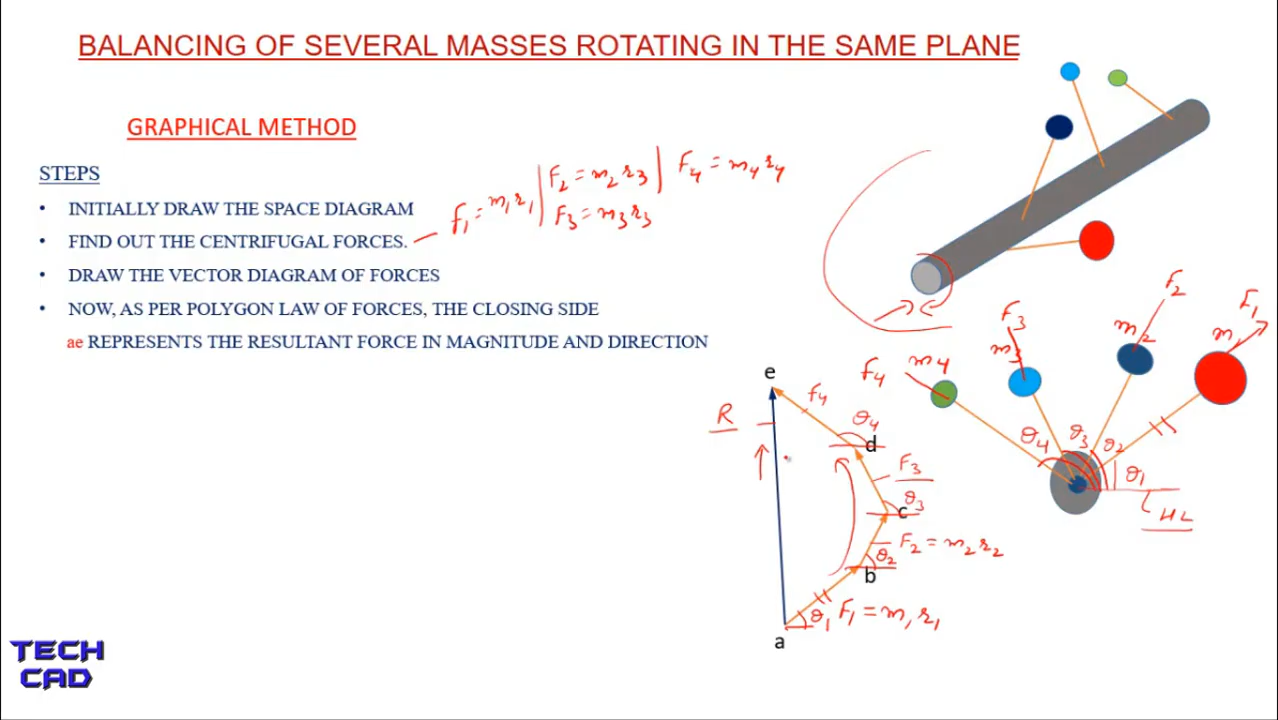 BALANCING OF SEVERAL MASSES ROTATING IN THE SAME PLANE
GRAPHICAL METHOD
STEPS
• INITIALLY DRAW THE SPACE DIAGRAM
• FIND OUT THE CENTRIFUGAL FORCES.
• DRAW THE VECTOR DIAGRAM OF FORCES
• NOW, AS PER POLYGON LAW OF FORCES, THE CLOSING SIDE
ae REPRESENTS THE RESULTANT FORCE IN MAGNITUDE AND DIRECTION
F₁ = m₁r₁
F₂ = m₂r₃
F₃ = m₃r₃
F₄ = m₄r₄
F₄
m₄
F₃
m₃
F₂
m₂
F₁
m₁
θ₄
θ₃
θ₂
θ₁
HL
e
R
F₄
θ₄
d
F₃
θ₃
c
F₂ = m₂r₂
θ₂
b
θ₁
F₁ = m₁r₁
a
TECH
CAD